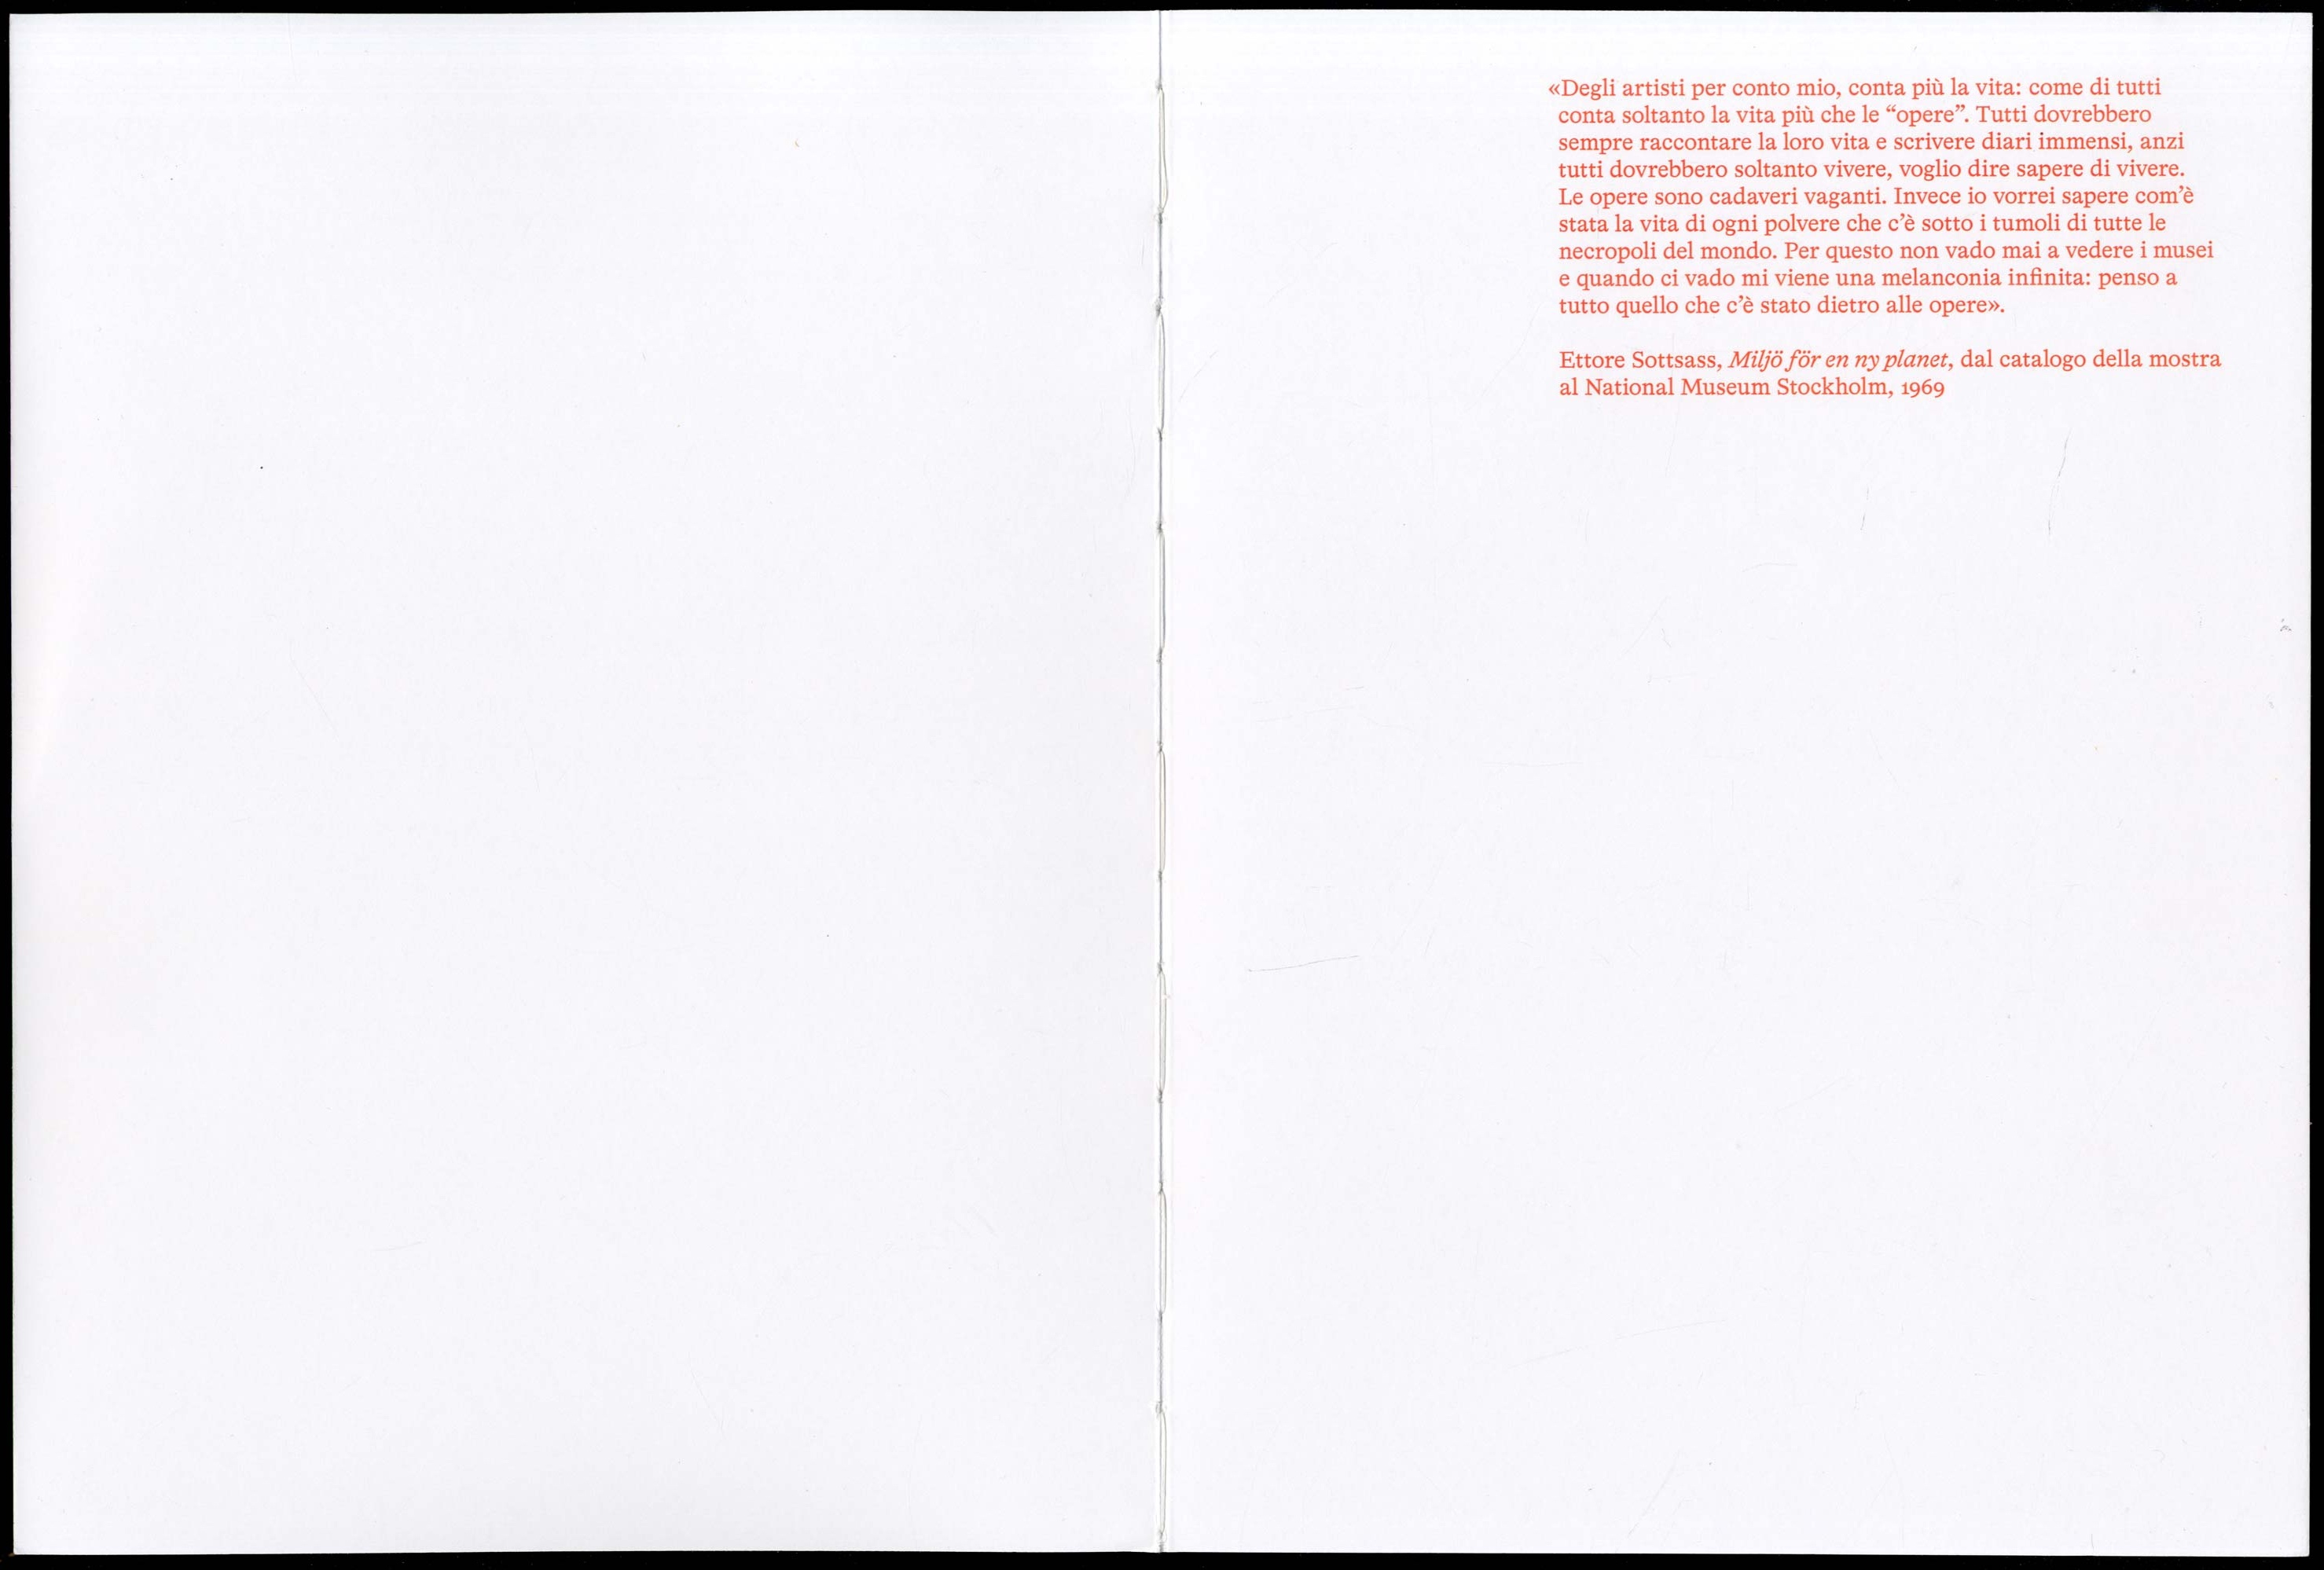 «Degli artisti per conto mio, conta più la vita: come di tutti
conta soltanto la vita più che le “opere”. Tutti dovrebbero
sempre raccontare la loro vita e scrivere diari immensi, anzi
tutti dovrebbero soltanto vivere, voglio dire sapere di vivere.
Le opere sono cadaveri vaganti. Invece io vorrei sapere com’è
stata la vita di ogni polvere che c’è sotto i tumoli di tutte le
necropoli del mondo. Per questo non vado mai a vedere i musei
e quando ci vado mi viene una melanconia infinita: penso a
tutto quello che c’è stato dietro alle opere».
Ettore Sottsass, Miljö för en ny planet, dal catalogo della mostra
al National Museum Stockholm, 1969